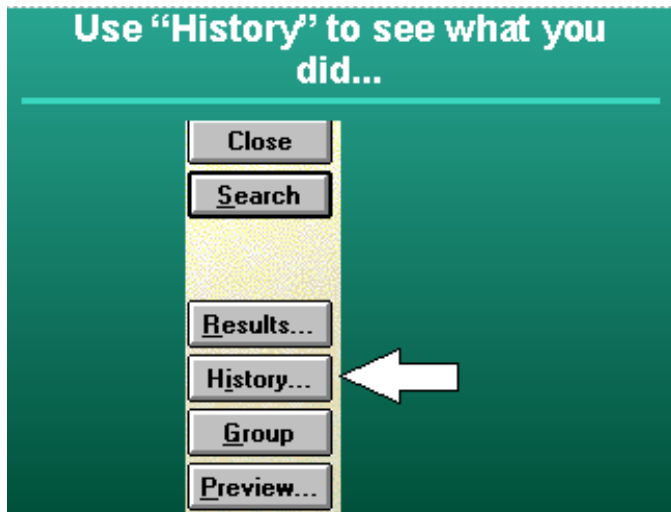 Use “History” to see what you
did...
Close
Search
Results...
History...
Group
Preview...